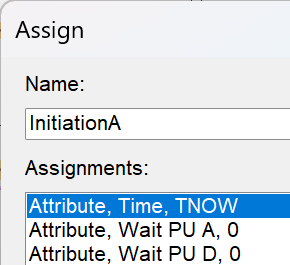 Assign
Name:
InitiationA
Assignments:
Attribute, Time, TNOW
Attribute, Wait PU A, 0
Attribute, Wait PU D, 0